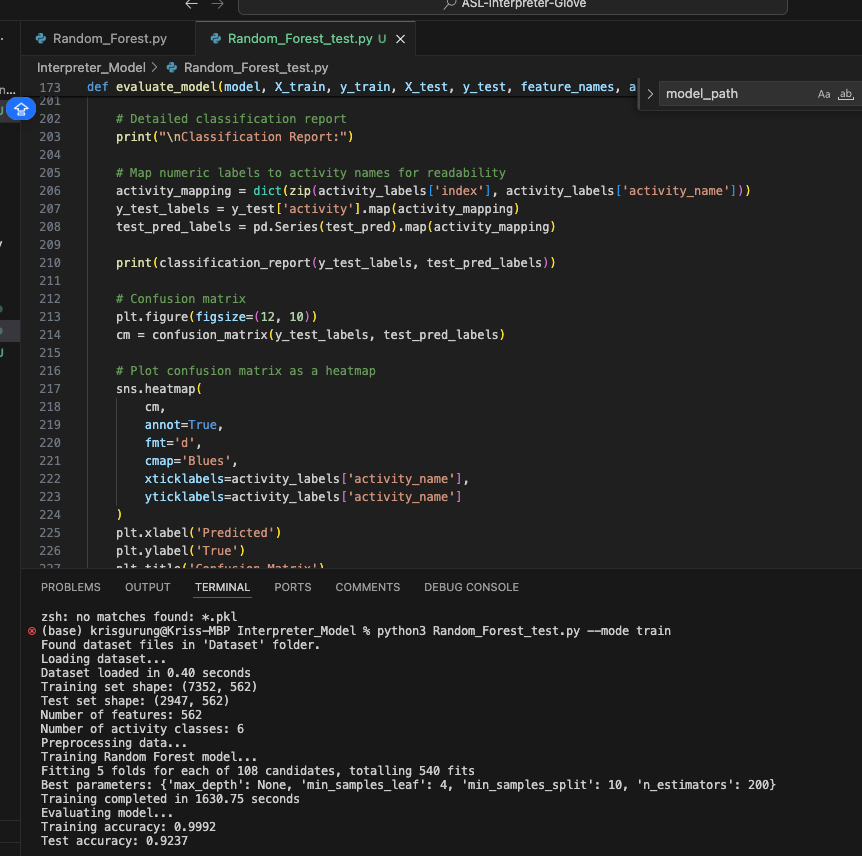 ASL-Interpreter-Glove
Random_Forest.py
Random_Forest_test.py U
Interpreter_Model > Random_Forest_test.py
173 def evaluate_model(model, X_train, y_train, X_test, y_test, feature_names, a
model_path
Aa ab
201
202 # Detailed classification report
203 print("\nClassification Report:")
204
205 # Map numeric labels to activity names for readability
206 activity_mapping = dict(zip(activity_labels['index'], activity_labels['activity_name']))
207 y_test_labels = y_test['activity'].map(activity_mapping)
208 test_pred_labels = pd.Series(test_pred).map(activity_mapping)
209
210 print(classification_report(y_test_labels, test_pred_labels))
211
212 # Confusion matrix
213 plt.figure(figsize=(12, 10))
214 cm = confusion_matrix(y_test_labels, test_pred_labels)
215
216 # Plot confusion matrix as a heatmap
217 sns.heatmap(
218 cm,
219 annot=True,
220 fmt='d',
221 cmap='Blues',
222 xticklabels=activity_labels['activity_name'],
223 yticklabels=activity_labels['activity_name']
224 )
225 plt.xlabel('Predicted')
226 plt.ylabel('True')
227 plt.title('Confusion Matrix')
PROBLEMS OUTPUT TERMINAL PORTS COMMENTS DEBUG CONSOLE
zsh: no matches found: *.pkl
(base) krisgurung@Kriss-MBP Interpreter_Model % python3 Random_Forest_test.py --mode train
Found dataset files in 'Dataset' folder.
Loading dataset...
Dataset loaded in 0.40 seconds
Training set shape: (7352, 562)
Test set shape: (2947, 562)
Number of features: 562
Number of activity classes: 6
Preprocessing data...
Training Random Forest model...
Fitting 5 folds for each of 108 candidates, totalling 540 fits
Best parameters: {'max_depth': None, 'min_samples_leaf': 4, 'min_samples_split': 10, 'n_estimators': 200}
Training completed in 1630.75 seconds
Evaluating model...
Training accuracy: 0.9992
Test accuracy: 0.9237